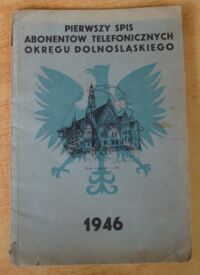 PIERWSZY SPIS
ABONENTÓW TELEFONICZNYCH
OKRĘGU DOLNOŚLĄSKIEGO
1946